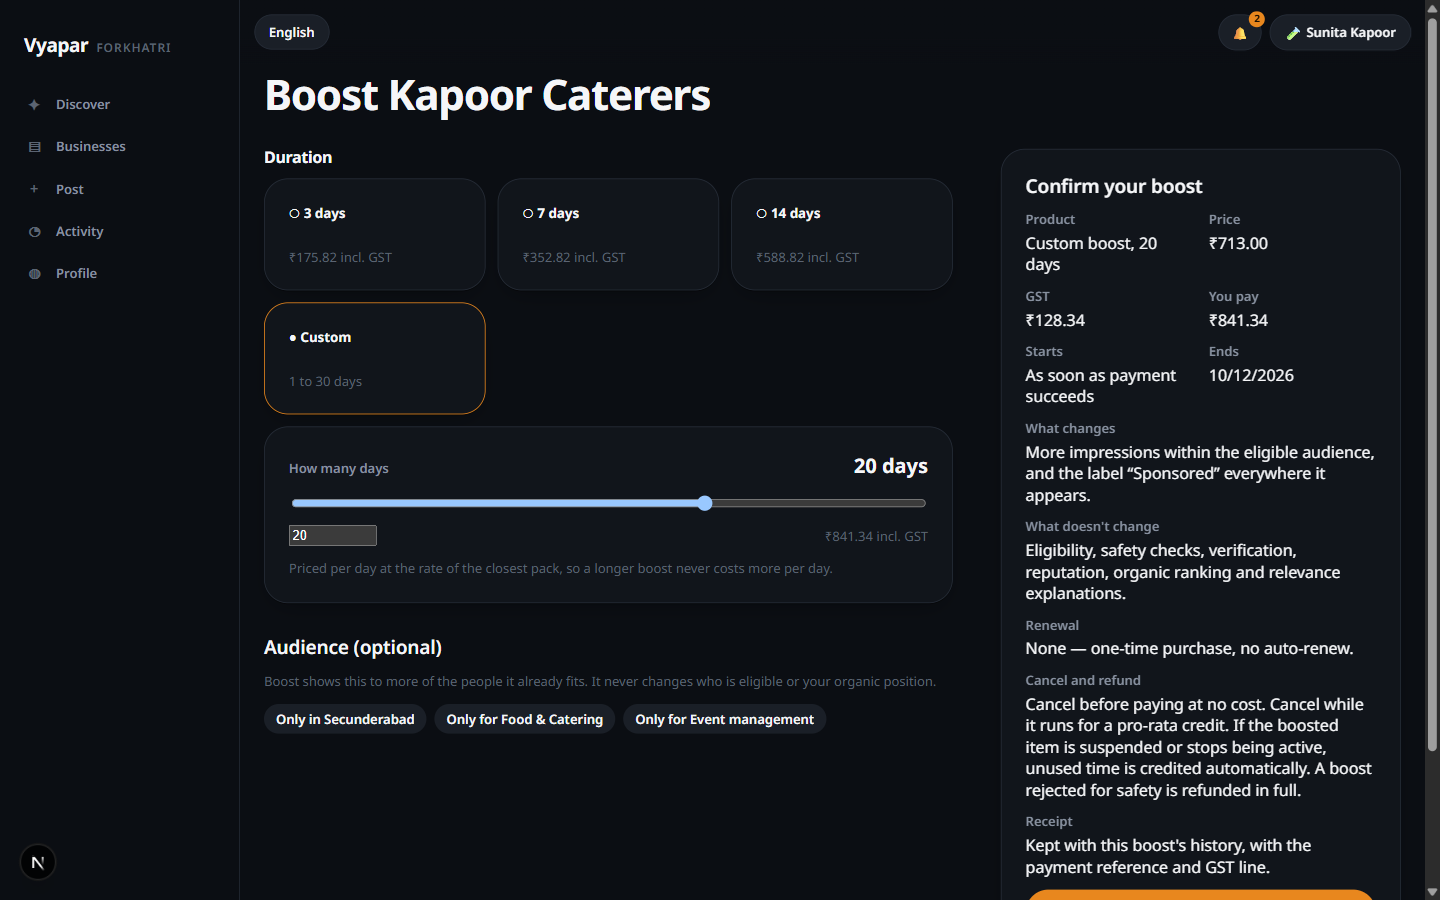 Vyapar FORKHATRI
Discover
Businesses
Post
Activity
Profile
N
English
2
Sunita Kapoor
Boost Kapoor Caterers
Duration
3 days
₹175.82 incl. GST
7 days
₹352.82 incl. GST
14 days
₹588.82 incl. GST
Custom
1 to 30 days
How many days
20 days
20
₹841.34 incl. GST
Priced per day at the rate of the closest pack, so a longer boost never costs more per day.
Audience (optional)
Boost shows this to more of the people it already fits. It never changes who is eligible or your organic position.
Only in Secunderabad
Only for Food & Catering
Only for Event management
Confirm your boost
Product
Custom boost, 20
days
Price
₹713.00
GST
₹128.34
You pay
₹841.34
Starts
As soon as payment
succeeds
Ends
10/12/2026
What changes
More impressions within the eligible audience,
and the label “Sponsored” everywhere it
appears.
What doesn't change
Eligibility, safety checks, verification,
reputation, organic ranking and relevance
explanations.
Renewal
None — one-time purchase, no auto-renew.
Cancel and refund
Cancel before paying at no cost. Cancel while
it runs for a pro-rata credit. If the boosted
item is suspended or stops being active,
unused time is credited automatically. A boost
rejected for safety is refunded in full.
Receipt
Kept with this boost's history, with the
payment reference and GST line.